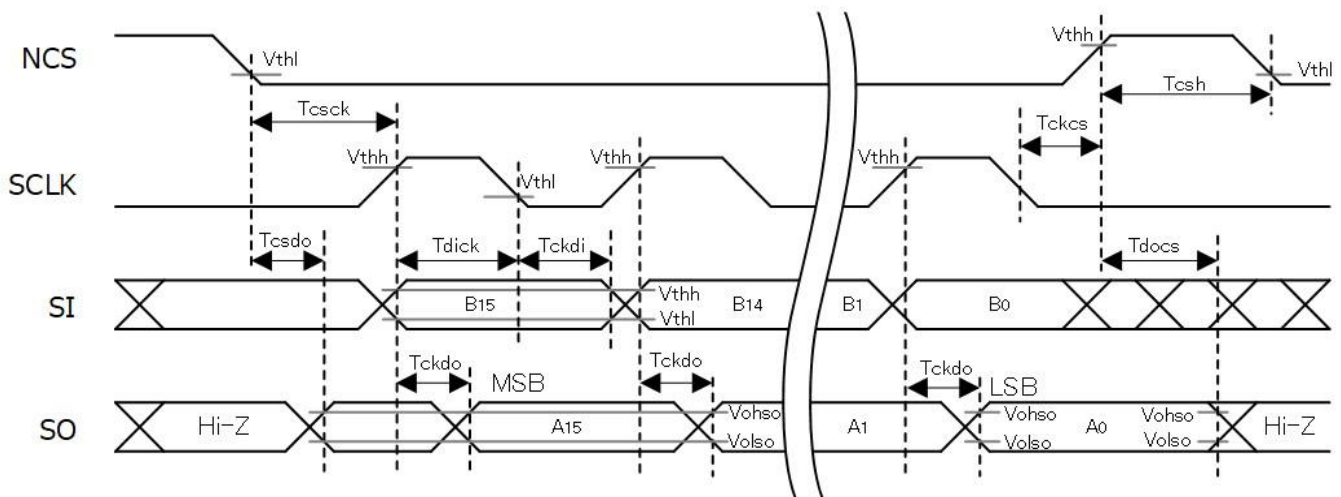 NCS
Vthl
Vthh
Vthl
Tcsck
Tcsh
Tckcs
SCLK
Vthh
Vthl
Vthh
Vthh
Tcsdo
Tdick
Tckdi
Tdocs
SI
B15
Vthh
Vthl
B14
B1
B0
Tckdo
MSB
Tckdo
Tckdo
LSB
SO
Hi-Z
A15
Vohso
Volso
A1
Vohso
Volso
A0
Vohso
Volso
Hi-Z